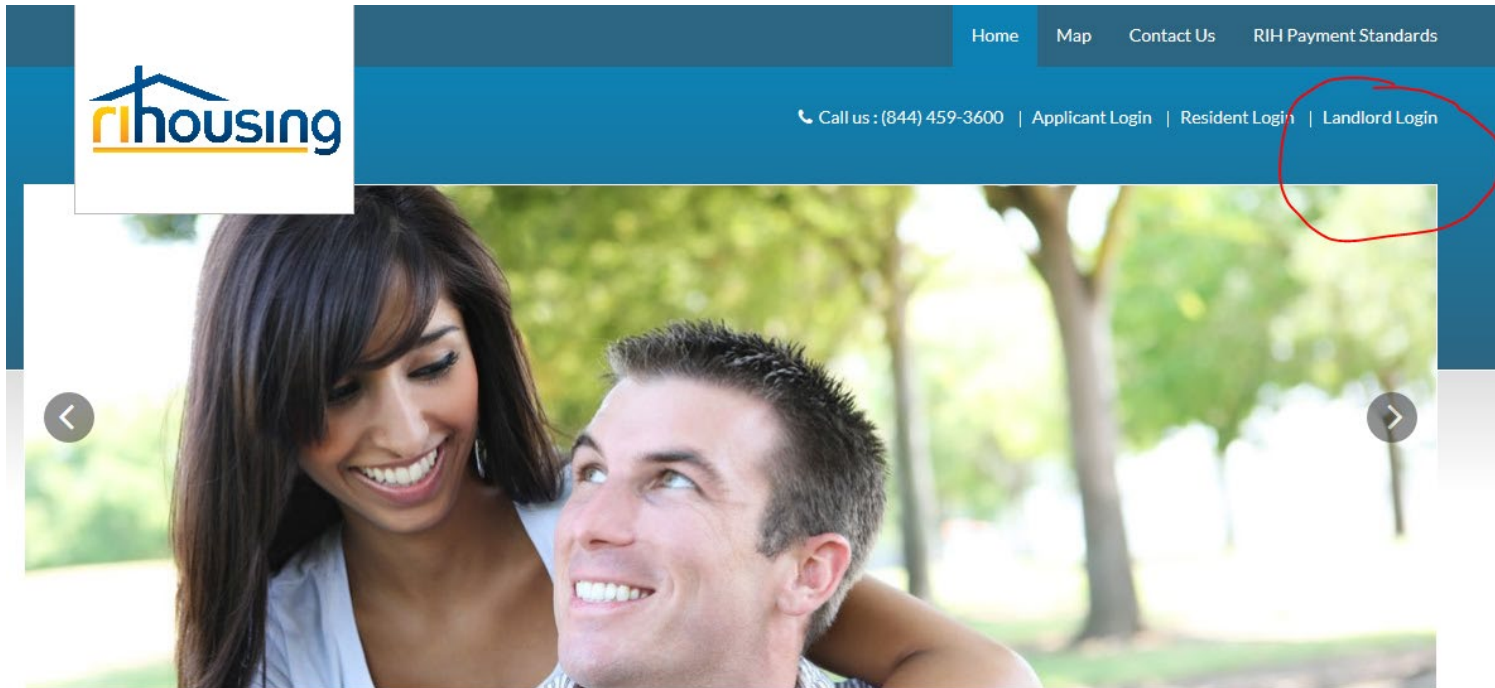 Home Map Contact Us RIH Payment Standards
rihousing
Call us : (844) 459-3600 | Applicant Login | Resident Login | Landlord Login